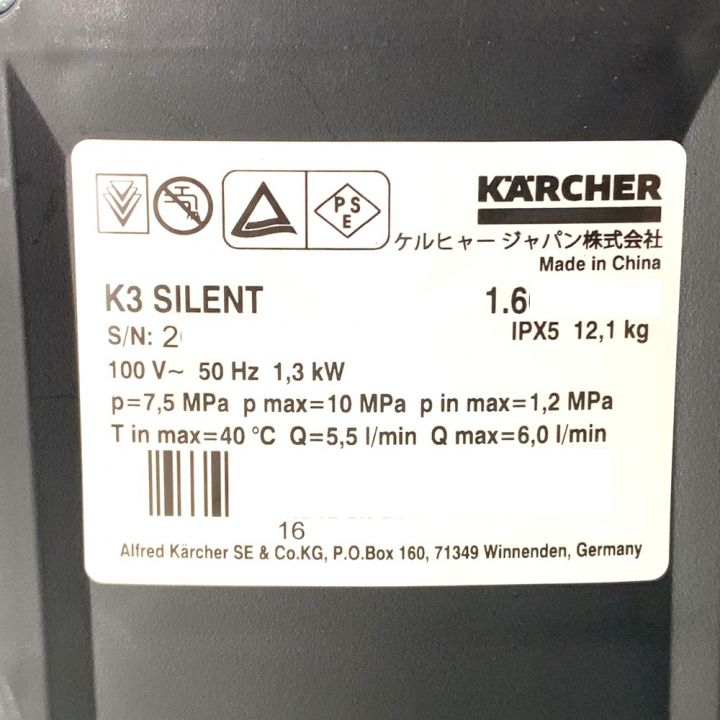 PSE
KÄRCHER
ケルヒャー ジャパン株式会社
Made in China
K3 SILENT 1.6
S/N: 2
IPX5 12,1 kg
100 V~ 50 Hz 1,3 kW
p=7,5 MPa p max=10 MPa p in max=1,2 MPa
T in max=40 °C Q=5,5 l/min Q max=6,0 l/min
16
Alfred Kärcher SE & Co.KG, P.O.Box 160, 71349 Winnenden, Germany